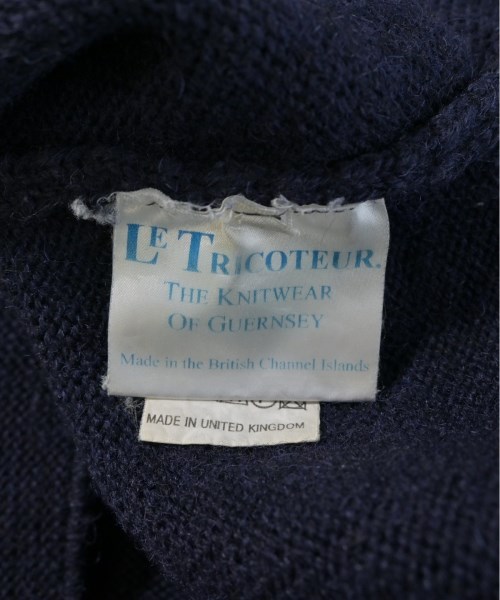 LE TRICOTEUR.
THE KNITWEAR
OF GUERNSEY
Made in the British Channel Islands
MADE IN UNITED KINGDOM